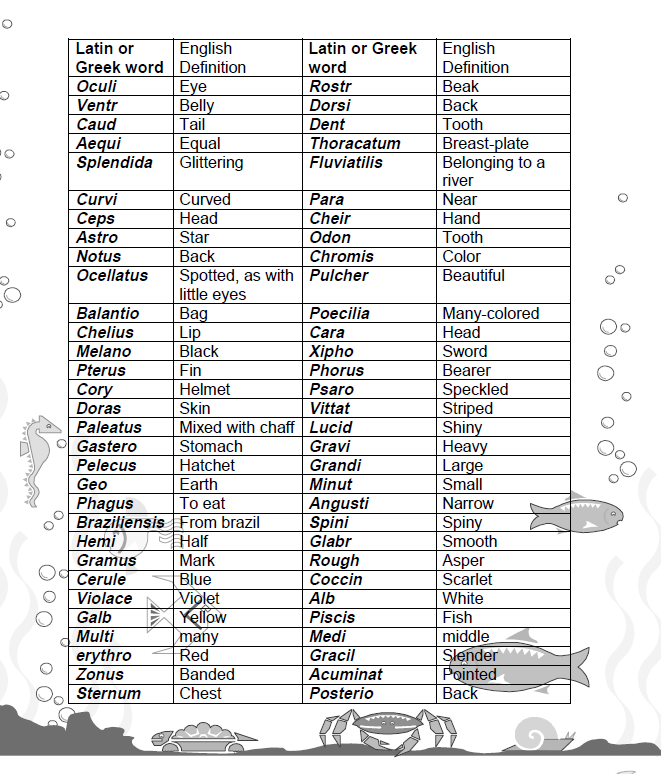 Latin or Greek word | English Definition | Latin or Greek word | English Definition
Oculi | Eye | Rostr | Beak
Ventr | Belly | Dorsi | Back
Caud | Tail | Dent | Tooth
Aequi | Equal | Thoracatum | Breast-plate
Splendida | Glittering | Fluviatilis | Belonging to a river
Curvi | Curved | Para | Near
Ceps | Head | Cheir | Hand
Astro | Star | Odon | Tooth
Notus | Back | Chromis | Color
Ocellatus | Spotted, as with little eyes | Pulcher | Beautiful
Balantio | Bag | Poecilia | Many-colored
Chelius | Lip | Cara | Head
Melano | Black | Xipho | Sword
Pterus | Fin | Phorus | Bearer
Cory | Helmet | Psaro | Speckled
Doras | Skin | Vittat | Striped
Paleatus | Mixed with chaff | Lucid | Shiny
Gastero | Stomach | Gravi | Heavy
Pelecus | Hatchet | Grandi | Large
Geo | Earth | Minut | Small
Phagus | To eat | Angusti | Narrow
Braziliensis | From brazil | Spini | Spiny
Hemi | Half | Glabr | Smooth
Gramus | Mark | Rough | Asper
Cerule | Blue | Coccin | Scarlet
Violace | Violet | Alb | White
Galb | Yellow | Piscis | Fish
Multi | many | Medi | middle
erythro | Red | Gracil | Slender
Zonus | Banded | Acuminat | Pointed
Sternum | Chest | Posterio | Back